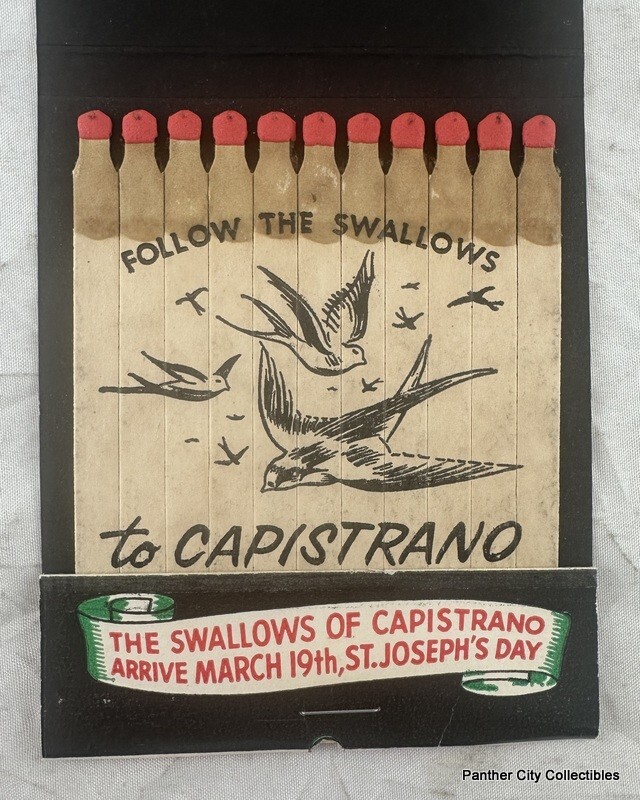 FOLLOW THE SWALLOWS
to CAPISTRANO
THE SWALLOWS OF CAPISTRANO
ARRIVE MARCH 19th, ST. JOSEPH'S DAY
Panther City Collectibles